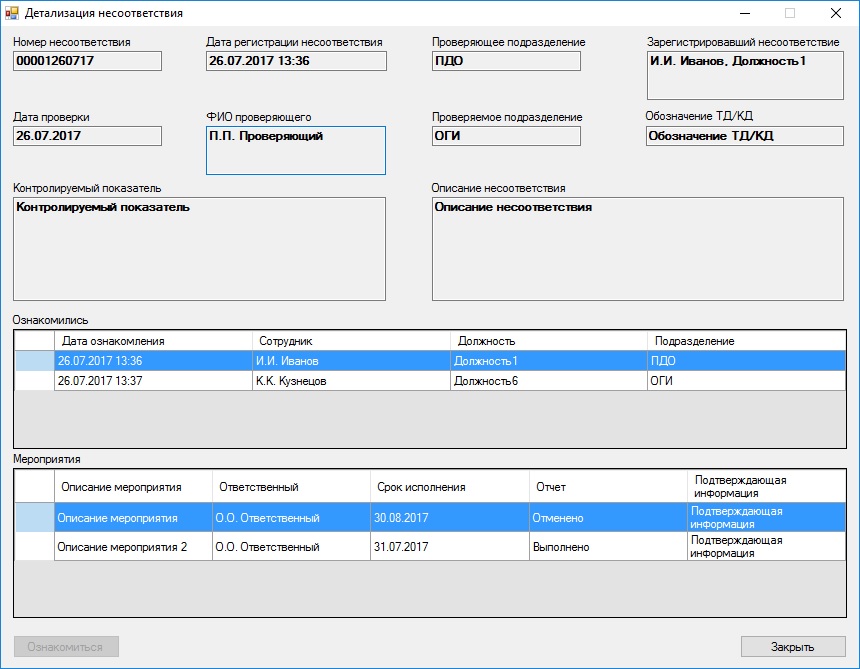 Детализация несоответствия
Номер несоответствия
Дата регистрации несоответствия
Проверяющее подразделение
Зарегистрировавший несоответствие
00001260717
26.07.2017 13:36
ПДО
И.И. Иванов, Должность1
Дата проверки
ФИО проверяющего
Проверяемое подразделение
Обозначение ТД/КД
26.07.2017
П.П. Проверяющий
ОГИ
Обозначение ТД/КД
Контролируемый показатель
Описание несоответствия
Контролируемый показатель
Описание несоответствия
Ознакомились
Дата ознакомления Сотрудник Должность Подразделение
26.07.2017 13:36 И.И. Иванов Должность1 ПДО
26.07.2017 13:37 К.К. Кузнецов Должность6 ОГИ
Мероприятия
Описание мероприятия Ответственный Срок исполнения Отчет Подтверждающая
информация
Описание мероприятия О.О. Ответственный 30.08.2017 Отменено Подтверждающая
информация
Описание мероприятия 2 О.О. Ответственный 31.07.2017 Выполнено Подтверждающая
информация
Ознакомиться
Закрыть